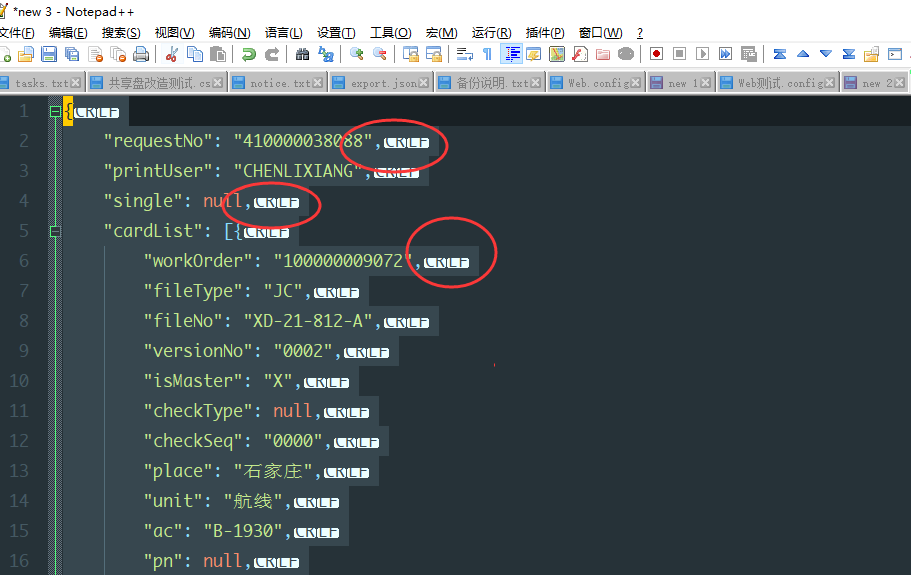 *new 3 - Notepad++
文件(F) 编辑(E) 搜索(S) 视图(V) 编码(N) 语言(L) 设置(T) 工具(O) 宏(M) 运行(R) 插件(P) 窗口(W) ?
tasks.txt 共享盘改造测试.cs notice.txt export.json 备份说明.txt Web.config new 1 Web测试.config new 2
1 {CRLF
2 "requestNo": "410000038088",CRLF
3 "printUser": "CHENLIXIANG",CRLF
4 "single": null,CRLF
5 "cardList": [{CRLF
6 "workOrder": "100000009072",CRLF
7 "fileType": "JC",CRLF
8 "fileNo": "XD-21-812-A",CRLF
9 "versionNo": "0002",CRLF
10 "isMaster": "X",CRLF
11 "checkType": null,CRLF
12 "checkSeq": "0000",CRLF
13 "place": "石家庄",CRLF
14 "unit": "航线",CRLF
15 "ac": "B-1930",CRLF
16 "pn": null,CRLF